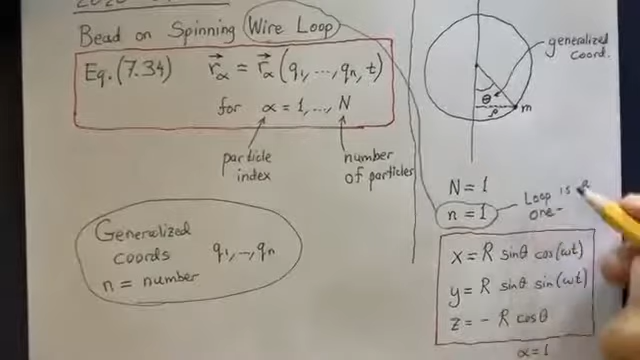 Bead on Spinning Wire Loop
Eq. (7.34) r⃗α = r⃗α (q₁, ..., qₙ, t)
for α = 1, ..., N
particle
index
number
of particles
Generalized
coords q₁, .., qₙ
n = number
generalized
coord.
θ
m
ρ
N = 1
n = 1
Loop is
one-
x = R sinθ cos(ωt)
y = R sinθ sin(ωt)
z = - R cosθ
α = 1